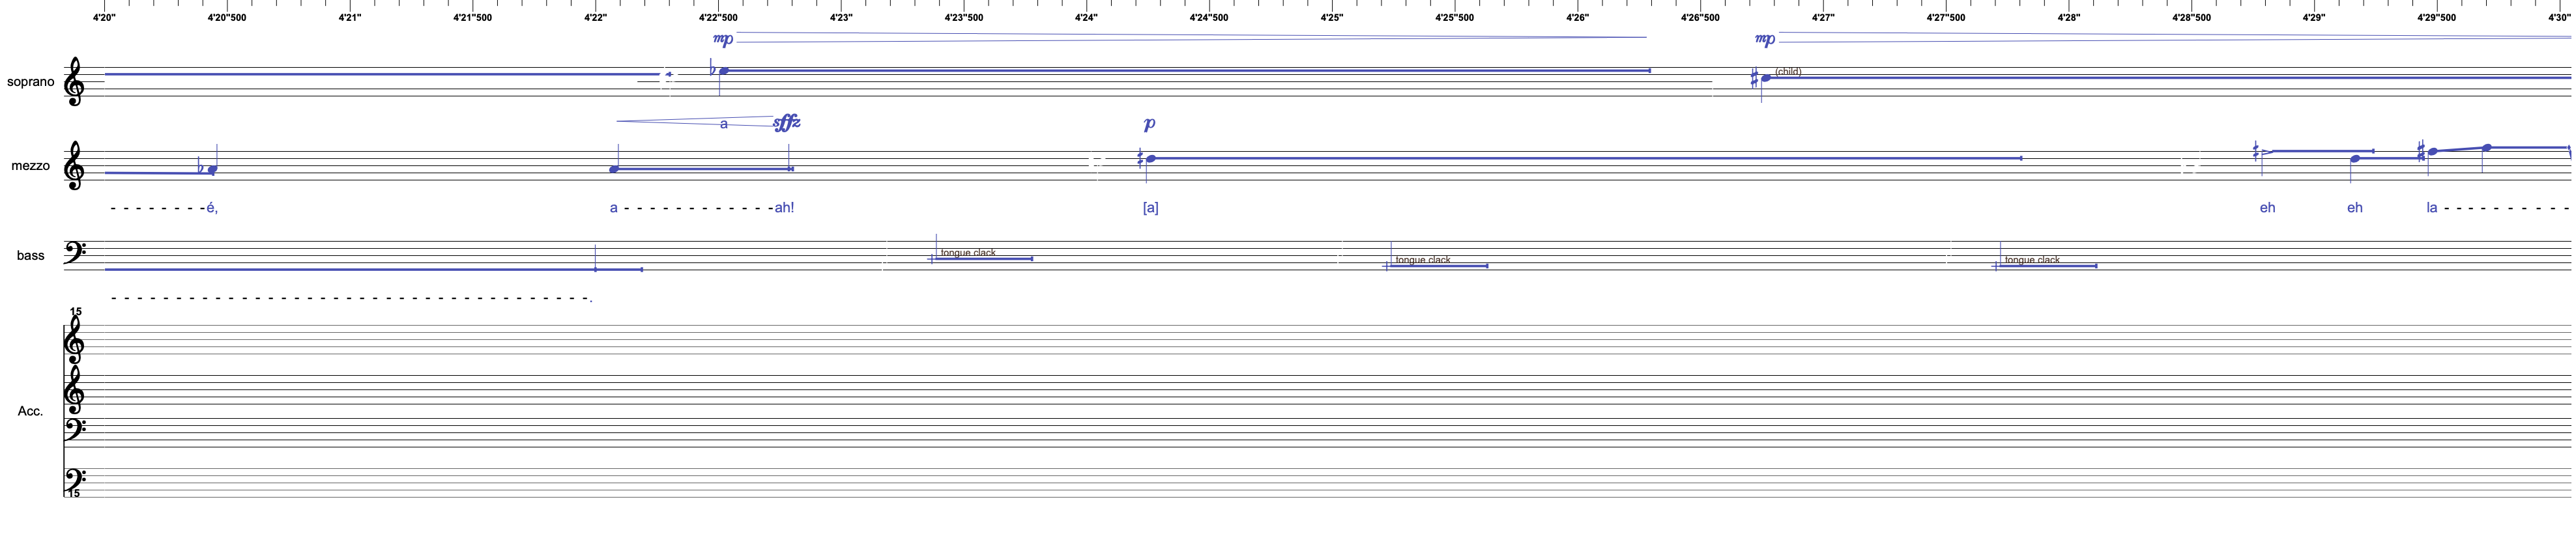 4'20" 4'20"500 4'21" 4'21"500 4'22" 4'22"500 4'23" 4'23"500 4'24" 4'24"500 4'25" 4'25"500 4'26" 4'26"500 4'27" 4'27"500 4'28" 4'28"500 4'29" 4'29"500 4'30"
mp mp
soprano (child)
a sffz p
mezzo
- - - - - - - -é, a - - - - - - - - - - - -ah! [a] eh eh la - - - - - - - - - -
bass tongue clack tongue clack tongue clack
15
Acc.
15